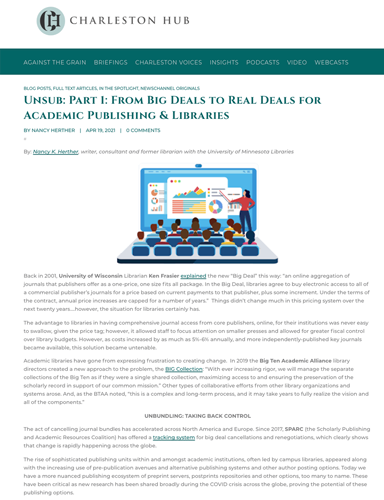 CHARLESTON HUB
AGAINST THE GRAIN BRIEFINGS CHARLESTON VOICES INSIGHTS PODCASTS VIDEO WEBCASTS
BLOG POSTS, FULL TEXT ARTICLES, IN THE SPOTLIGHT, NEWSCHANNEL ORIGINALS
Unsub: Part I: From Big Deals to Real Deals for
Academic Publishing & Libraries
BY NANCY HERTHER | APR 19, 2021 | 0 COMMENTS
By: Nancy K. Herther, writer, consultant and former librarian with the University of Minnesota Libraries
Back in 2001, University of Wisconsin Librarian Ken Frasier explained the new “Big Deal” this way: “an online aggregation of
journals that publishers offer as a one-price, one size fits all package. In the Big Deal, libraries agree to buy electronic access to all of
a commercial publisher’s journals for a price based on current payments to that publisher, plus some increment. Under the terms of
the contract, annual price increases are capped for a number of years.” Things didn’t change much in this pricing system over the
next twenty years…however, the situation for libraries certainly has.
The advantage to libraries in having comprehensive journal access from core publishers, online, for their institutions was never easy
to swallow, given the price tag, however, it allowed staff to focus attention on smaller presses and allowed for greater fiscal control
over library budgets. However, as costs increased by as much as 5%-6% annually, and more independently-published key journals
became available, this solution became untenable.
Academic libraries have gone from expressing frustration to creating change. In 2019 the Big Ten Academic Alliance library
directors created a new approach to the problem, the BIG Collection: “With ever increasing rigor, we will manage the separate
collections of the Big Ten as if they were a single shared collection, maximizing access to and ensuring the preservation of the
scholarly record in support of our common mission.” Other types of collaborative efforts from other library organizations and
systems arose. And, as the BTAA noted, “this is a complex and long-term process, and it may take years to fully realize the vision and
all of the components.”
UNBUNDLING: TAKING BACK CONTROL
The act of cancelling journal bundles has accelerated across North America and Europe. Since 2017, SPARC (the Scholarly Publishing
and Academic Resources Coalition) has offered a tracking system for big deal cancellations and renegotiations, which clearly shows
that change is rapidly happening across the globe.
The rise of sophisticated publishing units within and amongst academic institutions, often led by campus libraries, appeared along
with the increasing use of pre-publication avenues and alternative publishing systems and other author posting options. Today we
have a more nuanced publishing ecosystem of preprint servers, postprints repositories and other options, too many to name. These
have been critical as new research has been shared broadly during the COVID crisis across the globe, proving the potential of these
publishing options.